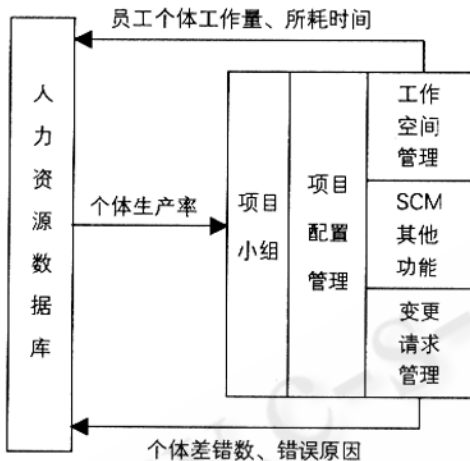 员工个体工作量、所耗时间
人力资源数据库
个体生产率
项目
小组
项目
配置
管理
工作
空间
管理
SCM
其他
功能
变更
请求
管理
个体差错数、错误原因